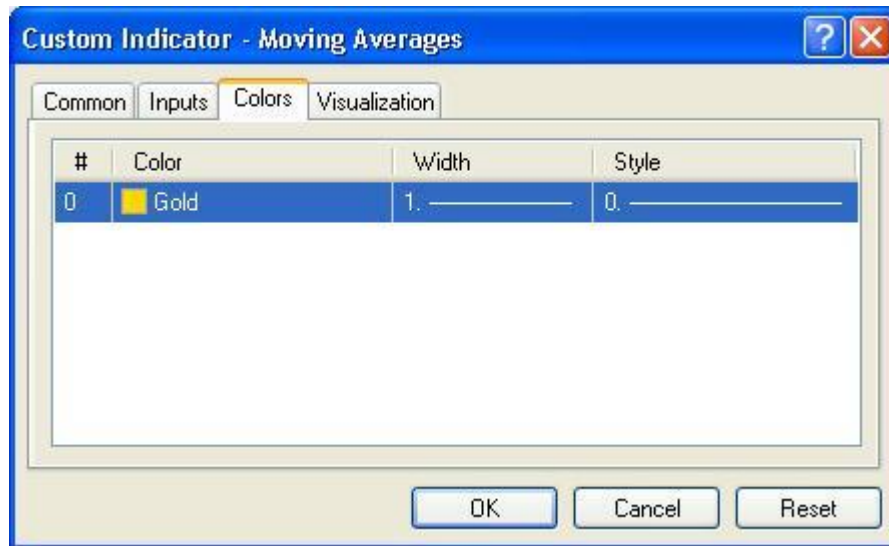 Custom Indicator - Moving Averages
Common Inputs Colors Visualization
# Color Width Style
0 Gold 1. 0.
OK Cancel Reset